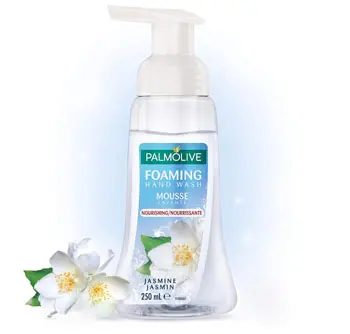 PALMOLIVE
FOAMING
HAND WASH
MOUSSE
LAVANTE
NOURISHING/NOURRISSANTE
JASMINE
JASMIN
250 mL e